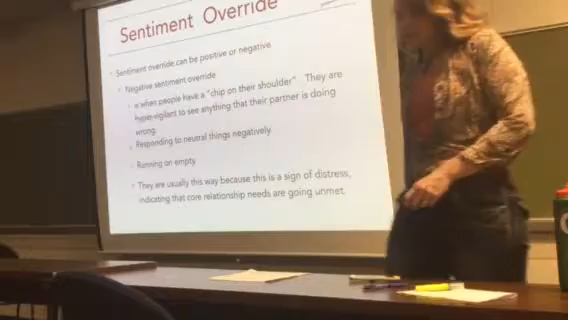 Sentiment Override
Sentiment override can be positive or negative
Negative sentiment override
is when people have a "chip on their shoulder". They are
hyper-vigilant to see anything that their partner is doing
wrong.
Responding to neutral things negatively
Running on empty
They are usually this way because this is a sign of distress,
indicating that core relationship needs are going unmet.